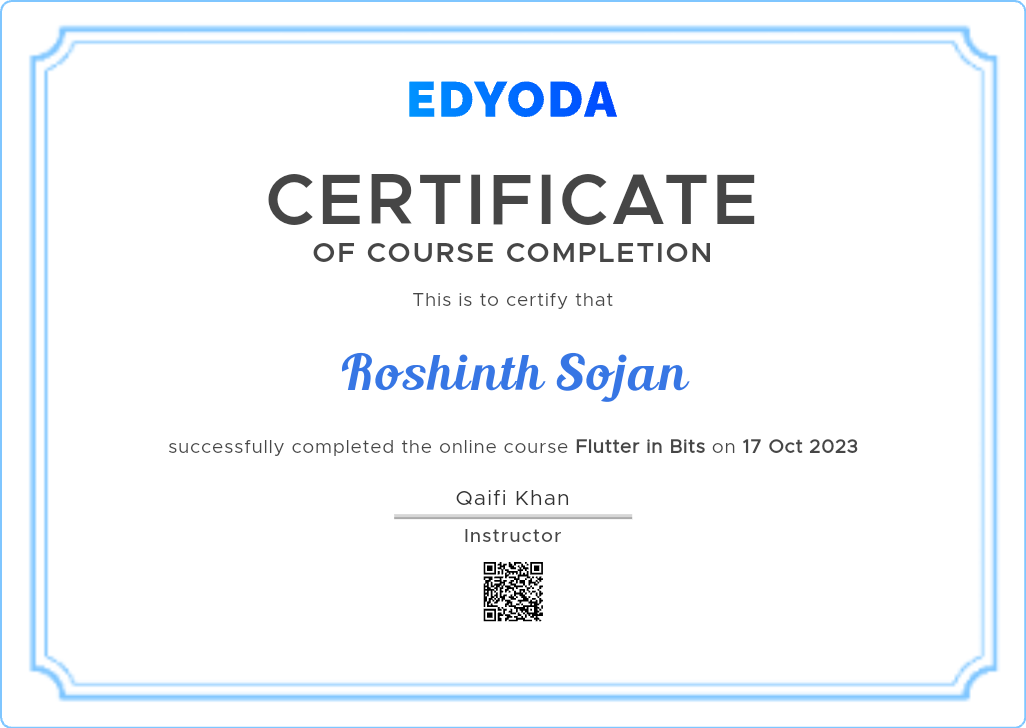 EDYODA
CERTIFICATE
OF COURSE COMPLETION
This is to certify that
Roshinth Sojan
successfully completed the online course Flutter in Bits on 17 Oct 2023
Qaifi Khan
Instructor